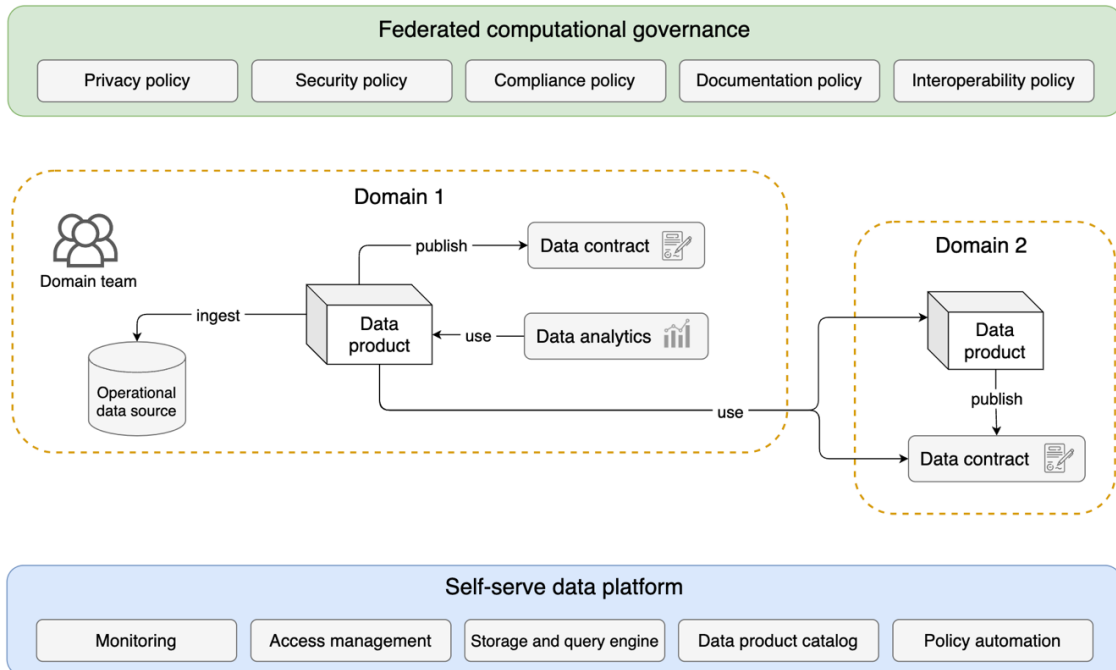 Federated computational governance
Privacy policy
Security policy
Compliance policy
Documentation policy
Interoperability policy
Domain 1
Domain team
publish
Data contract
ingest
Data
product
use
Data analytics
Operational
data source
use
Domain 2
Data
product
publish
Data contract
Self-serve data platform
Monitoring
Access management
Storage and query engine
Data product catalog
Policy automation